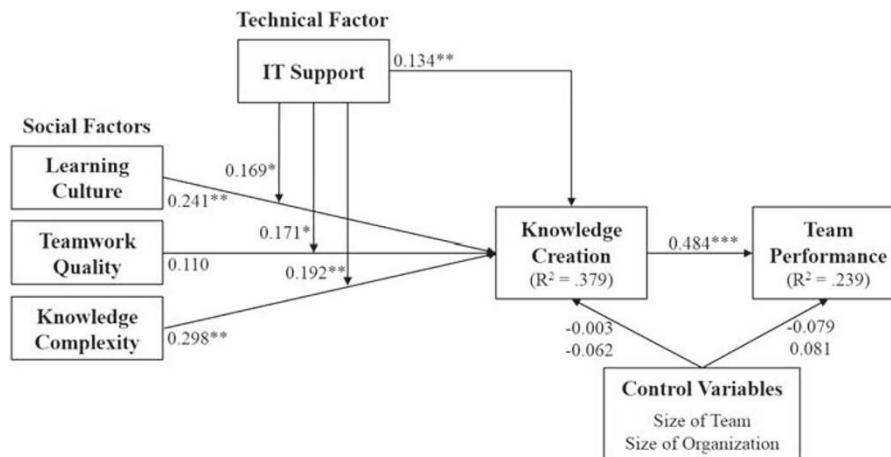 Technical Factor
IT Support
0.134**
Social Factors
Learning
Culture
0.169*
0.241**
Teamwork
Quality
0.171*
0.110
0.192**
Knowledge
Complexity
0.298**
Knowledge
Creation
(R² = .379)
0.484***
Team
Performance
(R² = .239)
-0.003
-0.062
-0.079
0.081
Control Variables
Size of Team
Size of Organization